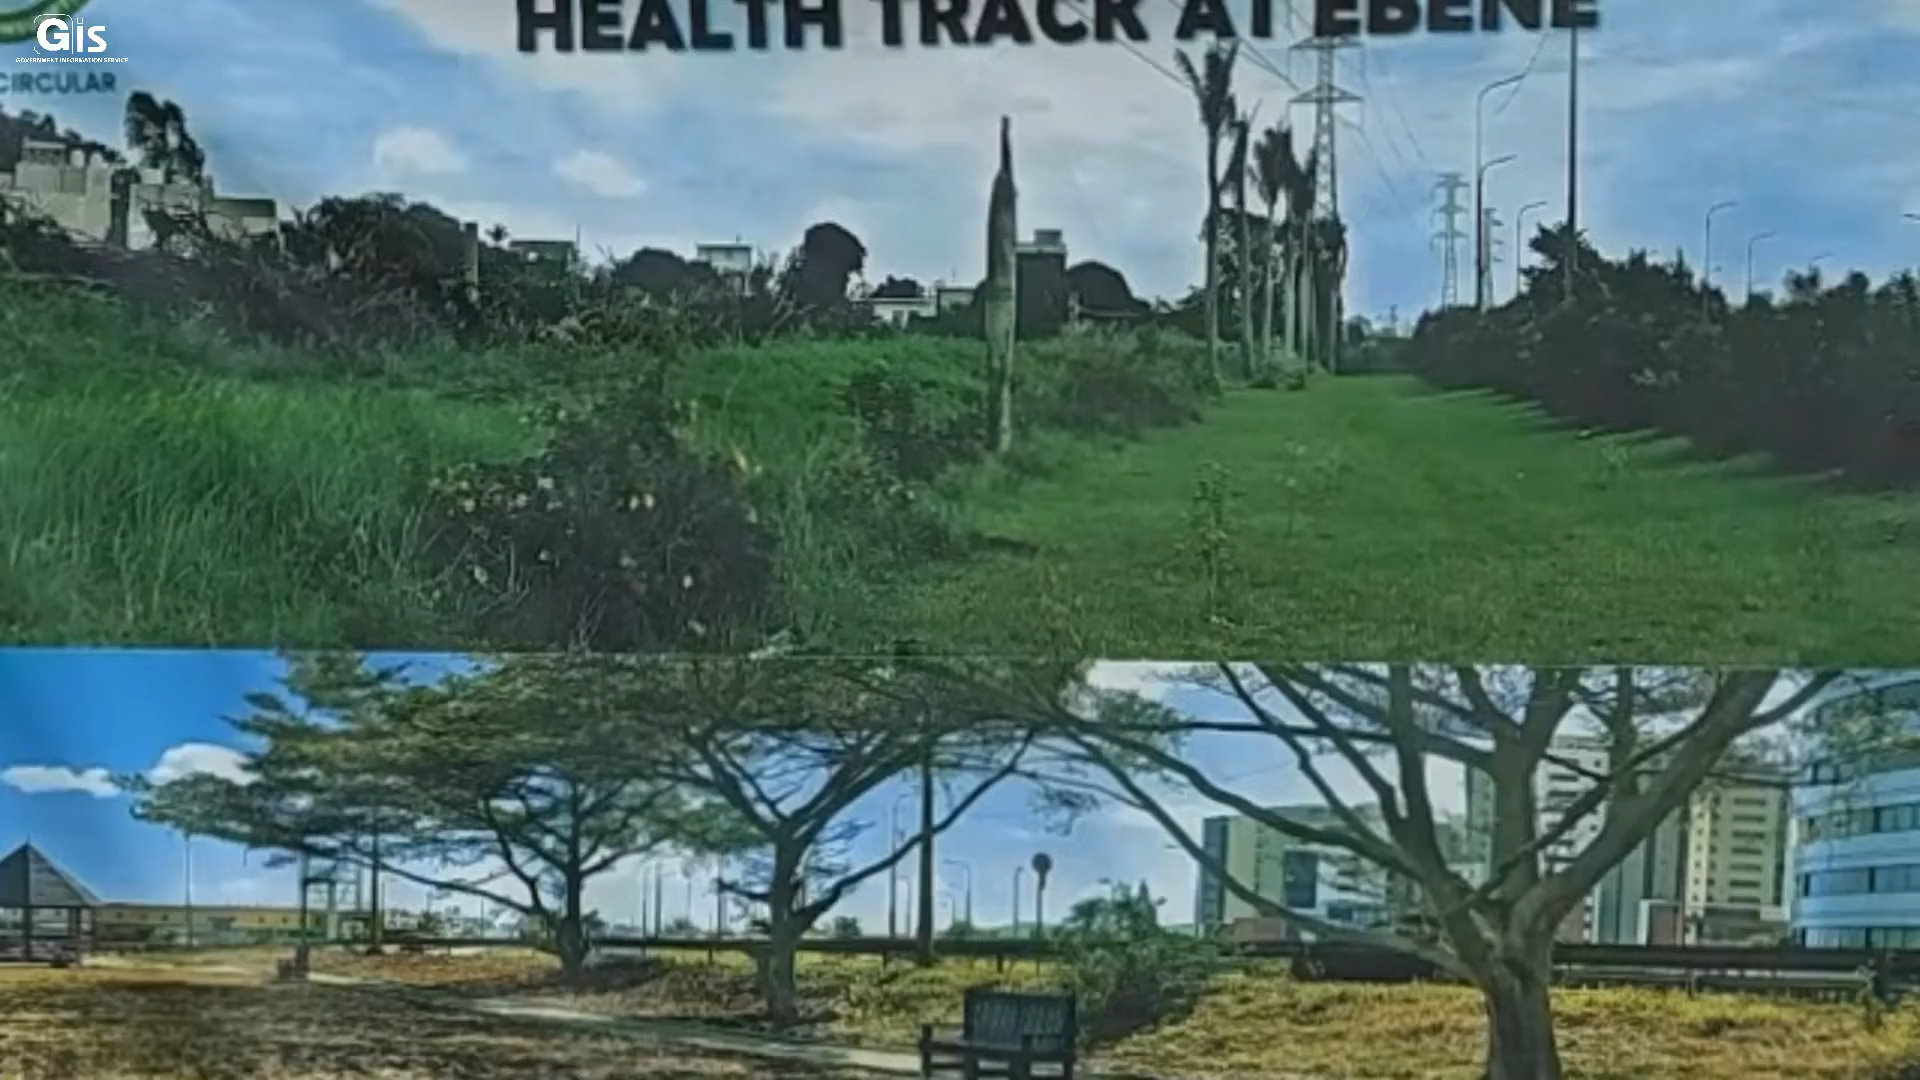 HEALTH TRACK AT EBENE
Gis
GOVERNMENT INFORMATION SERVICE
CIRCULAR